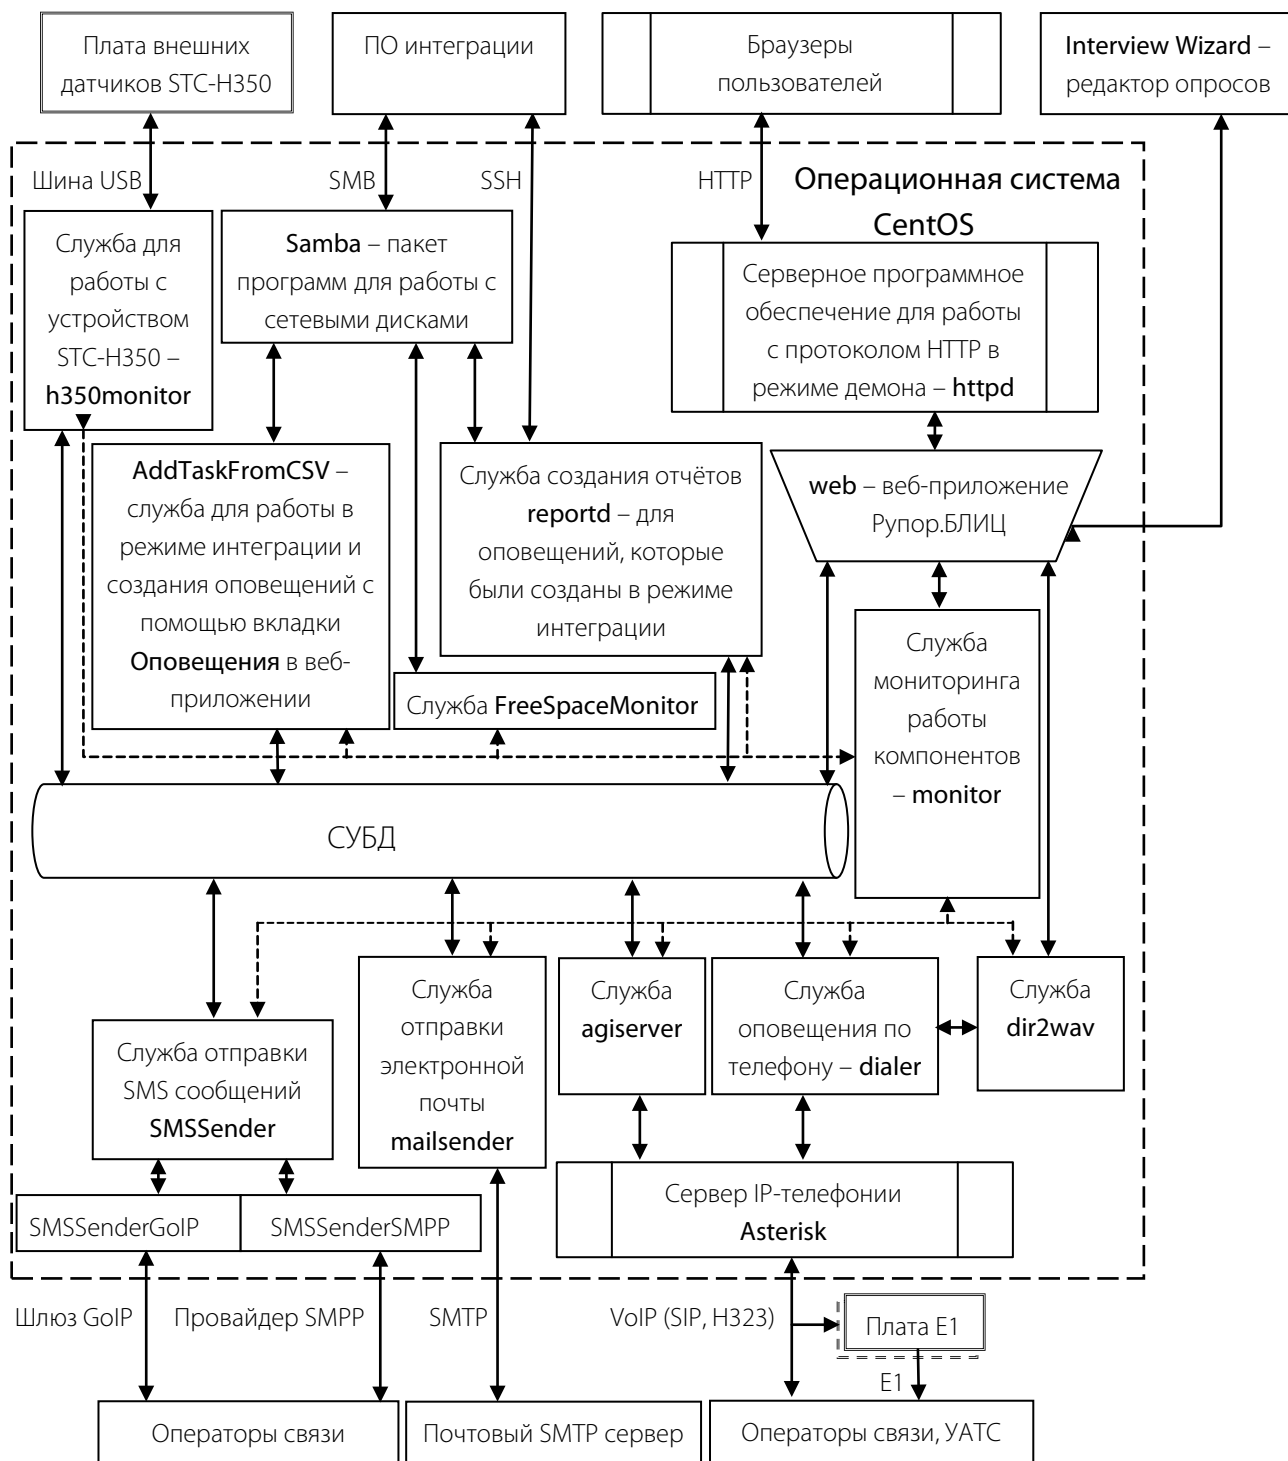 Плата внешних
датчиков STC-H350
ПО интеграции
Браузеры
пользователей
Interview Wizard –
редактор опросов
Шина USB
SMB
SSH
HTTP
Операционная система
CentOS
Служба для
работы с
устройством
STC-H350 –
h350monitor
Samba – пакет
программ для работы с
сетевыми дисками
Серверное программное
обеспечение для работы
с протоколом HTTP в
режиме демона – httpd
AddTaskFromCSV –
служба для работы в
режиме интеграции и
создания оповещений с
помощью вкладки
Оповещения в веб-
приложении
Служба создания отчётов
reportd – для
оповещений, которые
были созданы в режиме
интеграции
web – веб-приложение
Рупор.БЛИЦ
Служба FreeSpaceMonitor
Служба
мониторинга
работы
компонентов
– monitor
СУБД
Служба отправки
SMS сообщений
SMSSender
Служба
отправки
электронной
почты
mailsender
Служба
agiserver
Служба
оповещения по
телефону – dialer
Служба
dir2wav
SMSSenderGoIP
SMSSenderSMPP
Сервер IP-телефонии
Asterisk
Шлюз GoIP
Провайдер SMPP
SMTP
VoIP (SIP, H323)
Плата E1
E1
Операторы связи
Почтовый SMTP сервер
Операторы связи, УАТС